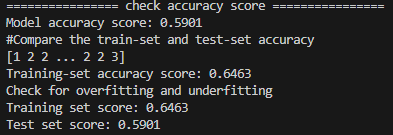 ================ check accuracy score ================
Model accuracy score: 0.5901
#Compare the train-set and test-set accuracy
[1 2 2 ... 2 2 3]
Training-set accuracy score: 0.6463
Check for overfitting and underfitting
Training set score: 0.6463
Test set score: 0.5901